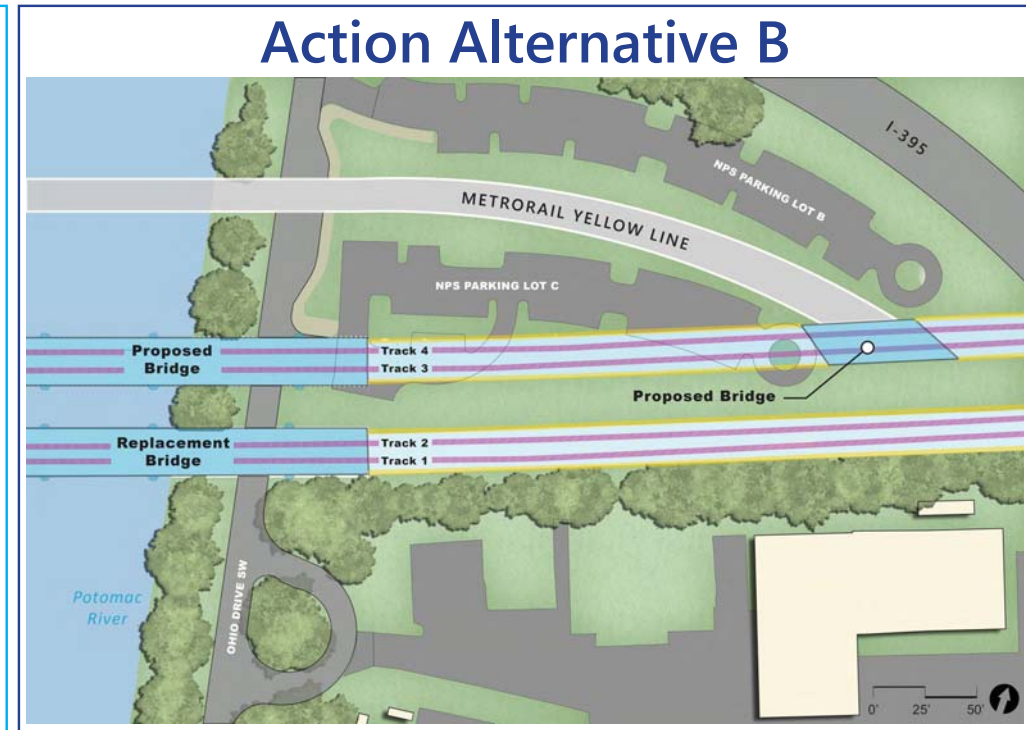 Action Alternative B
I-395
NPS PARKING LOT B
METRORAIL YELLOW LINE
NPS PARKING LOT C
Proposed
Bridge
Track 4
Track 3
Proposed Bridge
Replacement
Bridge
Track 2
Track 1
OHIO DRIVE SW
Potomac
River
0' 25' 50'